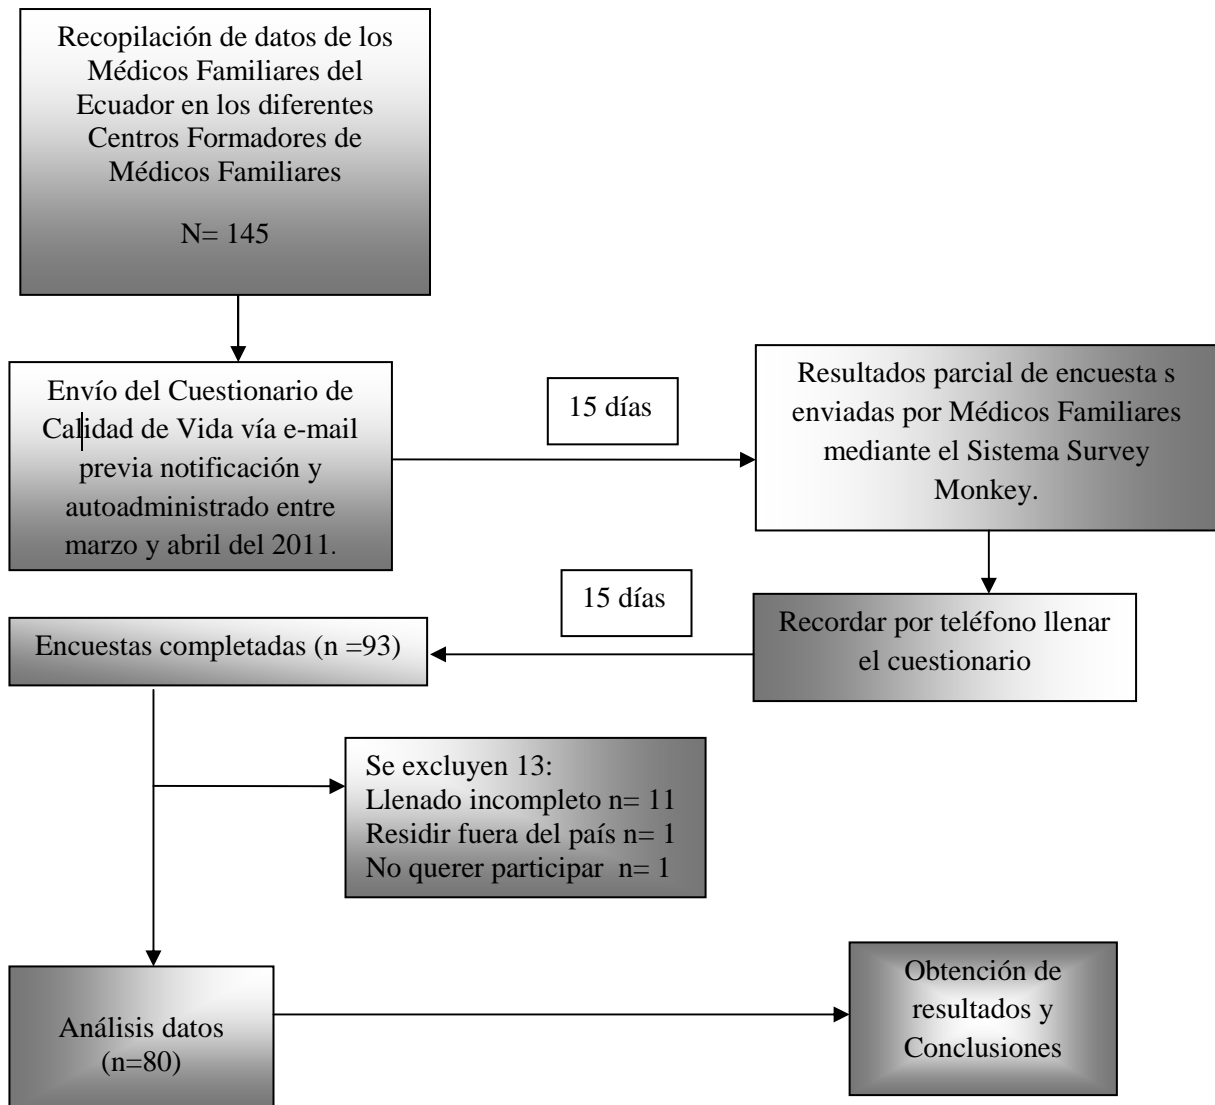 Recopilación de datos de los
Médicos Familiares del
Ecuador en los diferentes
Centros Formadores de
Médicos Familiares
N= 145
Envío del Cuestionario de
Calidad de Vida vía e-mail
previa notificación y
autoadministrado entre
marzo y abril del 2011.
15 días
Resultados parcial de encuesta s
enviadas por Médicos Familiares
mediante el Sistema Survey
Monkey.
Recordar por teléfono llenar
el cuestionario
15 días
Encuestas completadas (n =93)
Se excluyen 13:
Llenado incompleto n= 11
Residir fuera del país n= 1
No querer participar  n= 1
Análisis datos
(n=80)
Obtención de
resultados y
Conclusiones